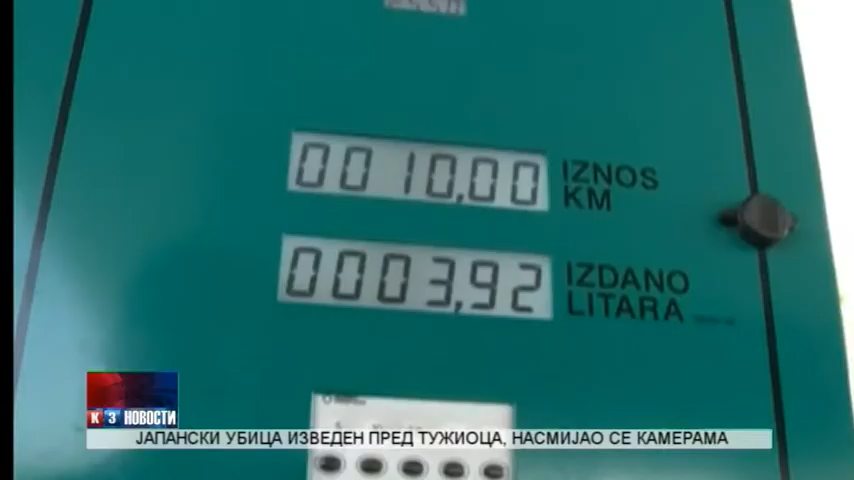 0010,00
IZNOS
KM
0003,92
IZDANO
LITARA
К 3 НОВОСТИ
ЈАПАНСКИ УБИЦА ИЗВЕДЕН ПРЕД ТУЖИОЦА, НАСМИЈАО СЕ КАМЕРАМА